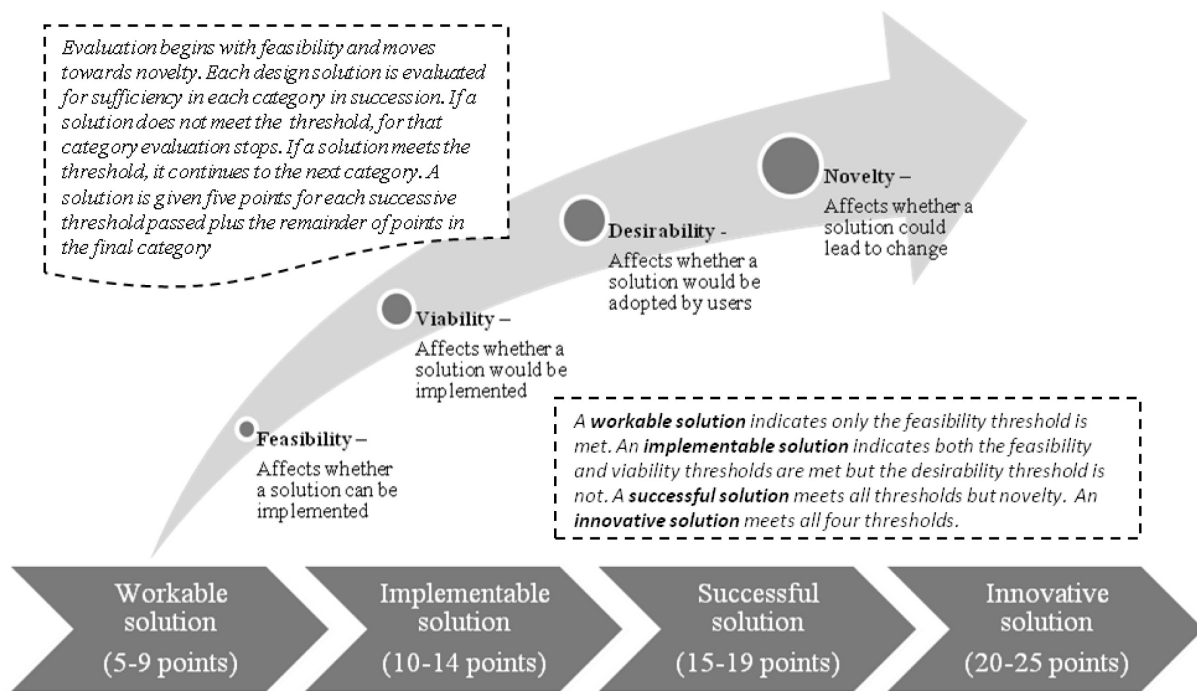 Evaluation begins with feasibility and moves
towards novelty. Each design solution is evaluated
for sufficiency in each category in succession. If a
solution does not meet the threshold, for that
category evaluation stops. If a solution meets the
threshold, it continues to the next category. A
solution is given five points for each successive
threshold passed plus the remainder of points in
the final category
Novelty –
Affects whether a
solution could
lead to change
Desirability -
Affects whether a
solution would be
adopted by users
Viability –
Affects whether a
solution would be
implemented
Feasibility –
Affects whether
a solution can be
implemented
A workable solution indicates only the feasibility threshold is
met. An implementable solution indicates both the feasibility
and viability thresholds are met but the desirability threshold is
not. A successful solution meets all thresholds but novelty. An
innovative solution meets all four thresholds.
Workable
solution
(5-9 points)
Implementable
solution
(10-14 points)
Successful
solution
(15-19 points)
Innovative
solution
(20-25 points)